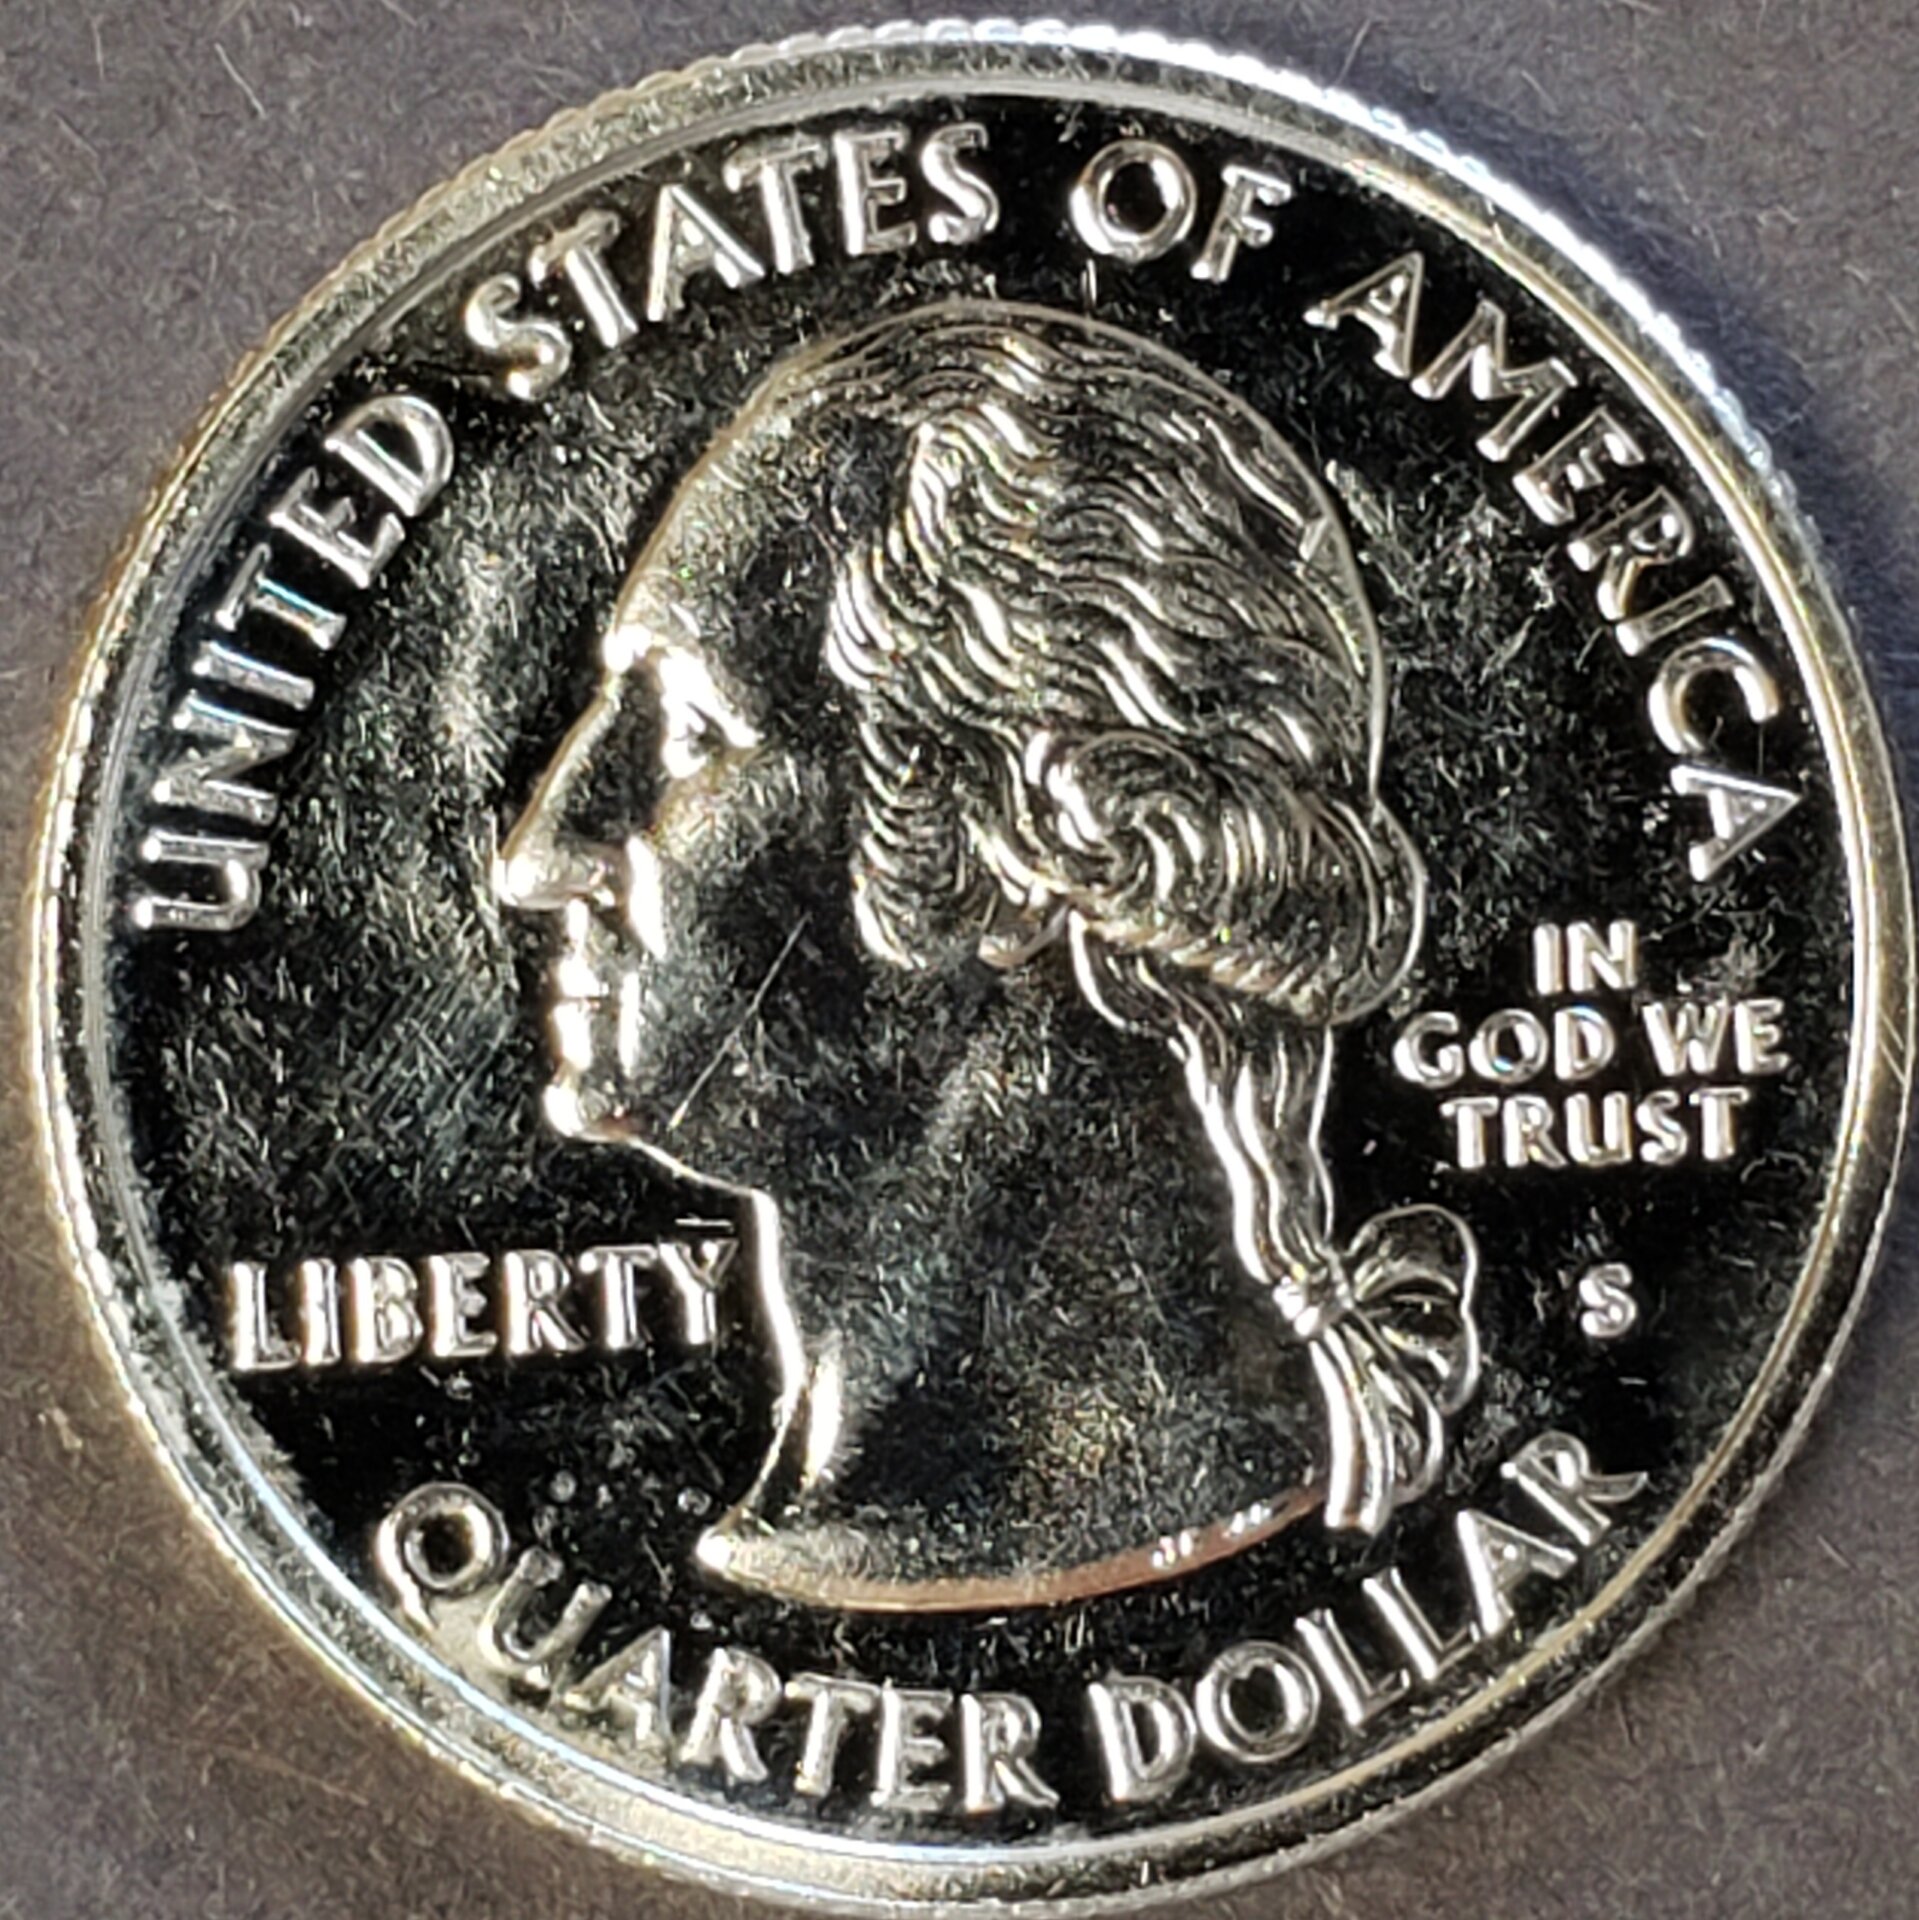 UNITED STATES OF AMERICA
LIBERTY
IN
GOD WE
TRUST
S
QUARTER DOLLAR